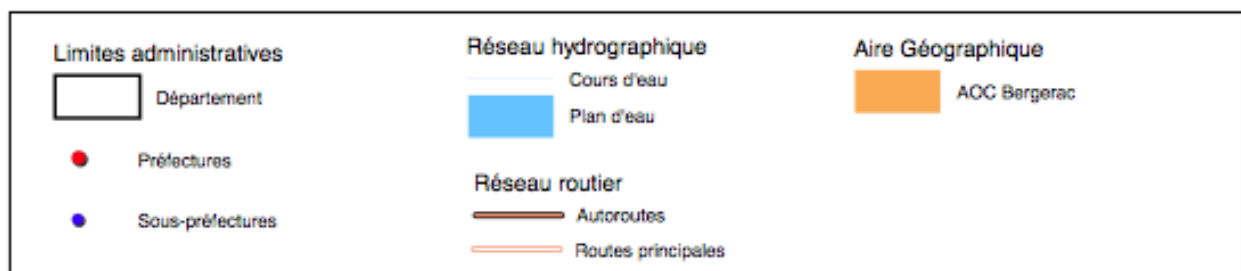 Limites administratives
Département
Préfectures
Sous-préfectures
Réseau hydrographique
Cours d'eau
Plan d'eau
Réseau routier
Autoroutes
Routes principales
Aire Géographique
AOC Bergerac